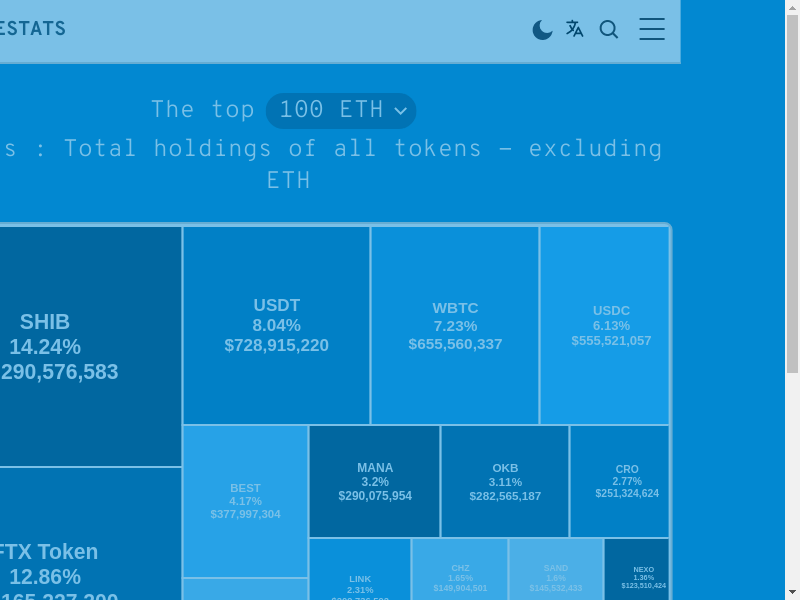 ESTATS
The top 100 ETH
s : Total holdings of all tokens – excluding
ETH
SHIB
14.24%
290,576,583
USDT
8.04%
$728,915,220
WBTC
7.23%
$655,560,337
USDC
6.13%
$555,521,057
BEST
4.17%
$377,997,304
MANA
3.2%
$290,075,954
OKB
3.11%
$282,565,187
CRO
2.77%
$251,324,624
FTX Token
12.86%
LINK
2.31%
CHZ
1.65%
$149,904,501
SAND
1.6%
$145,532,433
NEXO
1.36%
$123,510,424